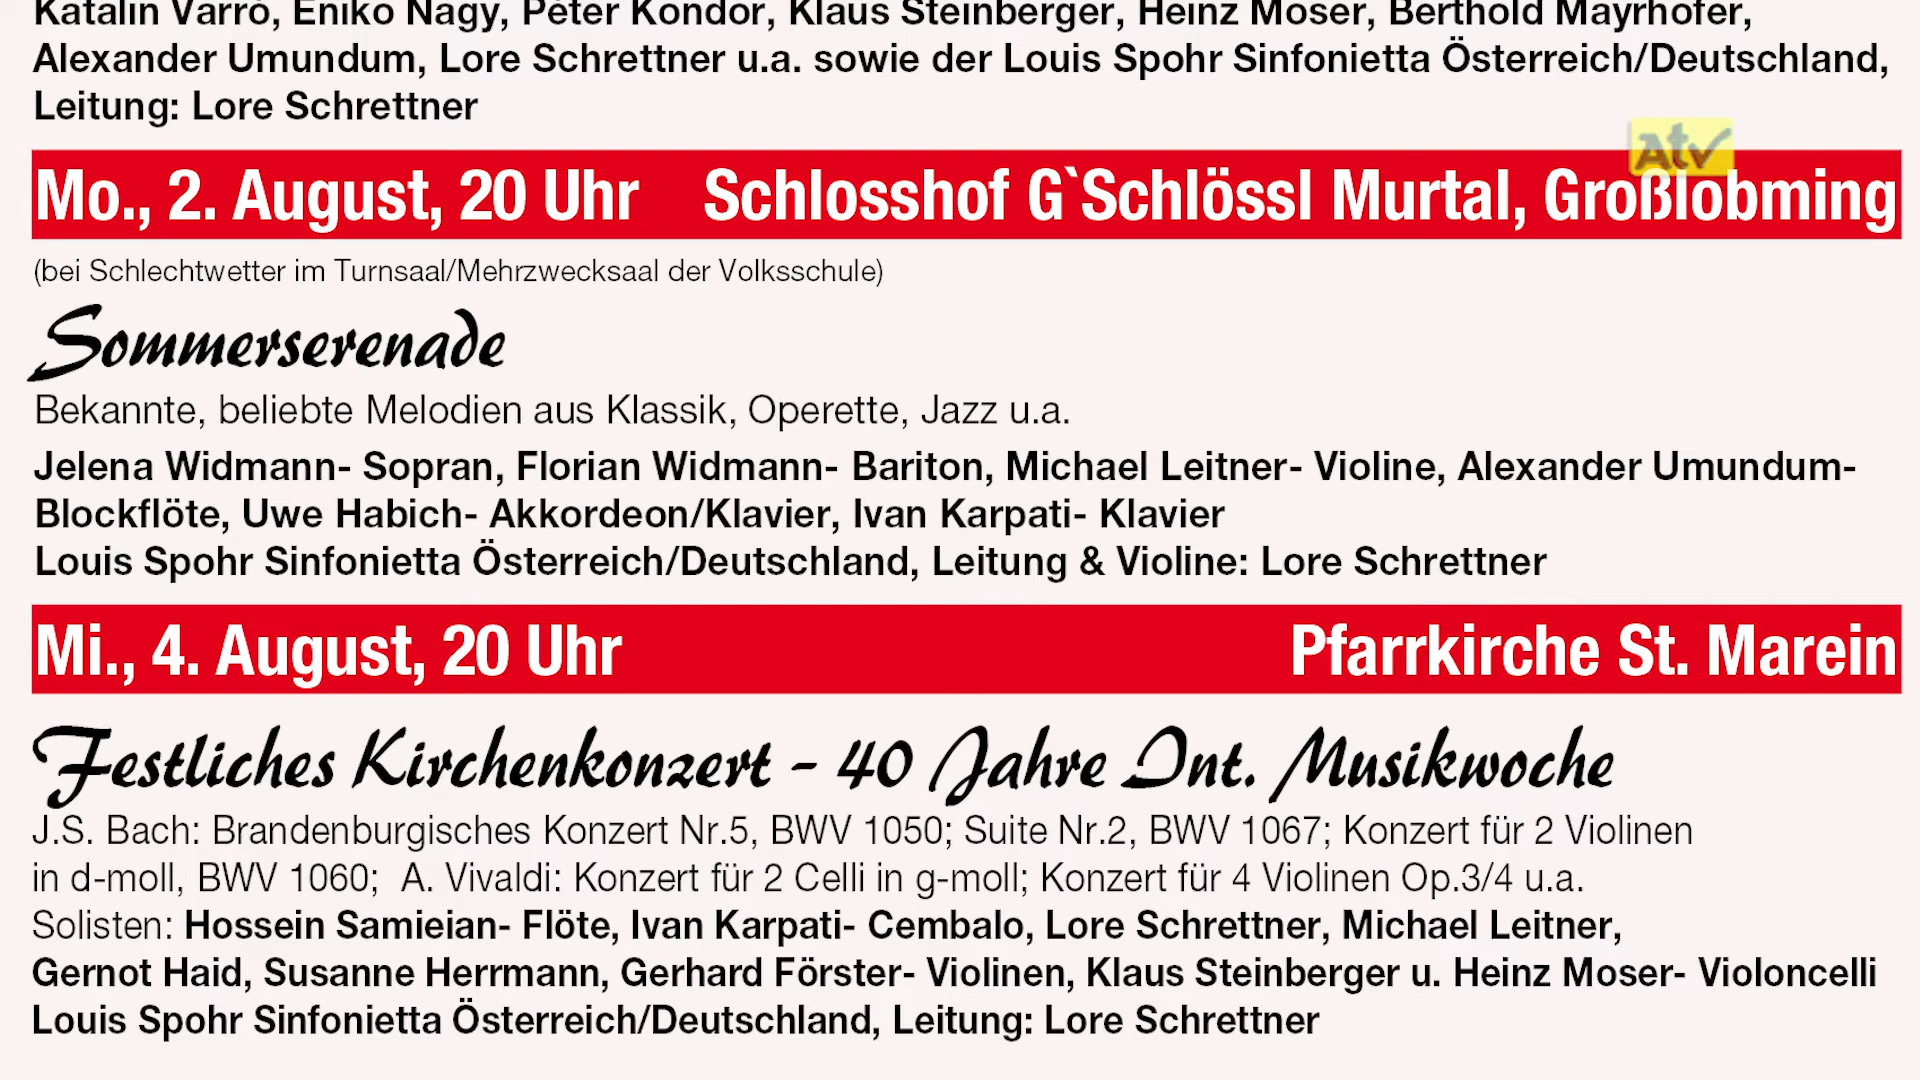 Katalin Varró, Enikö Nagy, Péter Kondor, Klaus Steinberger, Heinz Moser, Berthold Mayrhofer,
Alexander Umundum, Lore Schrettner u.a. sowie der Louis Spohr Sinfonietta Österreich/Deutschland,
Leitung: Lore Schrettner
Atv
Mo., 2. August, 20 Uhr Schlosshof G`Schlössl Murtal, Großlobming
(bei Schlechtwetter im Turnsaal/Mehrzwecksaal der Volksschule)
Sommerserenade
Bekannte, beliebte Melodien aus Klassik, Operette, Jazz u.a.
Jelena Widmann- Sopran, Florian Widmann- Bariton, Michael Leitner- Violine, Alexander Umundum-
Blockflöte, Uwe Habich- Akkordeon/Klavier, Ivan Karpati- Klavier
Louis Spohr Sinfonietta Österreich/Deutschland, Leitung & Violine: Lore Schrettner
Mi., 4. August, 20 Uhr Pfarrkirche St. Marein
Festliches Kirchenkonzert - 40 Jahre Int. Musikwoche
J.S. Bach: Brandenburgisches Konzert Nr.5, BWV 1050; Suite Nr.2, BWV 1067; Konzert für 2 Violinen
in d-moll, BWV 1060; A. Vivaldi: Konzert für 2 Celli in g-moll; Konzert für 4 Violinen Op.3/4 u.a.
Solisten: Hossein Samieian- Flöte, Ivan Karpati- Cembalo, Lore Schrettner, Michael Leitner,
Gernot Haid, Susanne Herrmann, Gerhard Förster- Violinen, Klaus Steinberger u. Heinz Moser- Violoncelli
Louis Spohr Sinfonietta Österreich/Deutschland, Leitung: Lore Schrettner